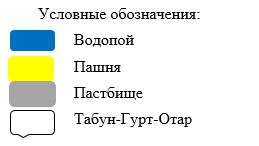 Условные обозначения:
Водопой
Пашня
Пастбище
Табун-Гурт-Отар